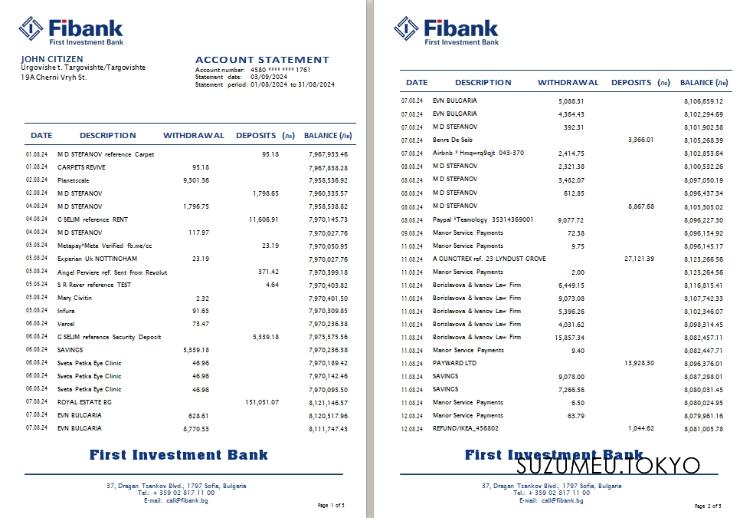 Fibank
First Investment Bank
JOHN CITIZEN
Urgovishe t. Targovishte/Targovishte
19A Cherni Vryh St.
ACCOUNT STATEMENT
Account number: 4580 **** **** 1761
Statement date: 03/09/2024
Statement period: 01/08/2024 to 31/08/2024
DATE DESCRIPTION WITHDRAWAL DEPOSITS (лв) BALANCE (лв)
01.08.24 M D STEFANOV reference Carpet 95.18 7,967,933.46
01.08.24 CARPETS REVIVE 95.18 7,967,838.28
02.08.24 Planetscale 9,301.36 7,958,536.92
02.08.24 M D STEFANOV 1,798.65 7,960,335.57
04.08.24 M D STEFANOV 1,796.75 7,958,538.82
04.08.24 C SELIM reference RENT 11,606.91 7,970,145.73
04.08.24 M D STEFANOV 117.97 7,970,027.76
05.08.24 Metapay*Meta Verified fb.me/cc 23.19 7,970,050.95
03.08.24 Experian Uk NOTTINGHAM 23.19 7,970,027.76
05.08.24 Angel Perviere ref. Sent from Revolut 371.42 7,970,399.18
05.08.24 S R Raver reference TEST 4.64 7,970,403.82
05.08.24 Mary Civitin 2.32 7,970,401.50
05.08.24 Infura 91.65 7,970,309.85
06.08.24 Vercel 73.47 7,970,236.38
06.08.24 C SELIM reference Security Deposit 5,339.18 7,975,575.56
06.08.24 SAVINGS 5,339.18 7,970,236.38
06.08.24 Sveta Petka Eye Clinic 46.96 7,970,189.42
06.08.24 Sveta Petka Eye Clinic 46.96 7,970,142.46
06.08.24 Sveta Petka Eye Clinic 46.96 7,970,095.50
07.08.24 ROYAL ESTATE BG 151,051.07 8,121,146.57
07.08.24 EVN BULGARIA 628.61 8,120,517.96
07.08.24 EVN BULGARIA 8,770.53 8,111,747.43
First Investment Bank
37, Dragan Tsankov Blvd., 1797 Sofia, Bulgaria
Tel.: + 359 02 817 11 00
E-mail: call@fibank.bg
Page 1 of 5
Fibank
First Investment Bank
DATE DESCRIPTION WITHDRAWAL DEPOSITS (лв) BALANCE (лв)
07.08.24 EVN BULGARIA 5,088.31 8,106,659.12
07.08.24 EVN BULGARIA 4,364.43 8,102,294.69
07.08.24 M D STEFANOV 392.31 8,101,902.38
07.08.24 Benre De Seib 3,366.01 8,105,268.39
07.08.24 Airbnb * Hmqwrq9qjt 043-370 2,414.75 8,102,853.64
08.08.24 M D STEFANOV 2,321.38 8,100,532.26
08.08.24 M D STEFANOV 3,482.07 8,097,050.19
08.08.24 M D STEFANOV 612.85 8,096,437.34
08.08.24 M D STEFANOV 8,867.68 8,105,305.02
08.08.24 Paypal *Teamology 35314369001 9,077.72 8,096,227.30
09.08.24 Manor Service Payments 72.38 8,096,154.92
11.08.24 Manor Service Payments 9.75 8,096,145.17
11.08.24 A GUNGTREX ref. 23 LYNDUST GROVE 27,121.39 8,123,266.56
11.08.24 Manor Service Payments 2.00 8,123,264.56
11.08.24 Borislavova & Ivanov Law Firm 6,449.15 8,116,815.41
11.08.24 Borislavova & Ivanov Law Firm 9,073.08 8,107,742.33
11.08.24 Borislavova & Ivanov Law Firm 5,396.26 8,102,346.07
11.08.24 Borislavova & Ivanov Law Firm 4,031.62 8,098,314.45
11.08.24 Borislavova & Ivanov Law Firm 15,857.34 8,082,457.11
11.08.24 Manor Service Payments 9.40 8,082,447.71
11.08.24 PAYWARD LTD 13,928.30 8,096,376.01
11.08.24 SAVINGS 9,078.00 8,087,298.01
11.08.24 SAVINGS 7,266.56 8,080,031.45
11.08.24 Manor Service Payments 6.50 8,080,024.95
12.08.24 Manor Service Payments 63.79 8,079,961.16
12.08.24 REFUND/IKEA_456802 1,044.62 8,081,005.78
First Investment Bank
SUZUMEU.TOKYO
37, Dragan Tsankov Blvd., 1797 Sofia, Bulgaria
Tel.: + 359 02 817 11 00
E-mail: call@fibank.bg
Page 2 of 5